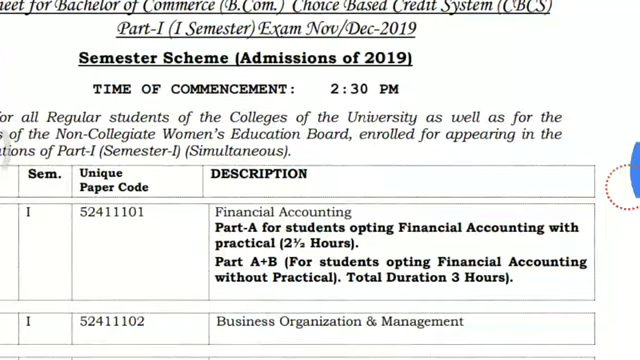 heet for Bachelor of Commerce (B.Com.) Choice Based Credit System (CBCS)
Part-I (I Semester) Exam Nov/Dec-2019
Semester Scheme (Admissions of 2019)
TIME OF COMMENCEMENT: 2:30 PM
for all Regular students of the Colleges of the University as well as for the
s of the Non-Collegiate Women's Education Board, enrolled for appearing in the
tions of Part-I (Semester-I) (Simultaneous).
Sem. Unique Paper Code DESCRIPTION
I 52411101 Financial Accounting
Part-A for students opting Financial Accounting with
practical (2½ Hours).
Part A+B (For students opting Financial Accounting
without Practical). Total Duration 3 Hours).
I 52411102 Business Organization & Management